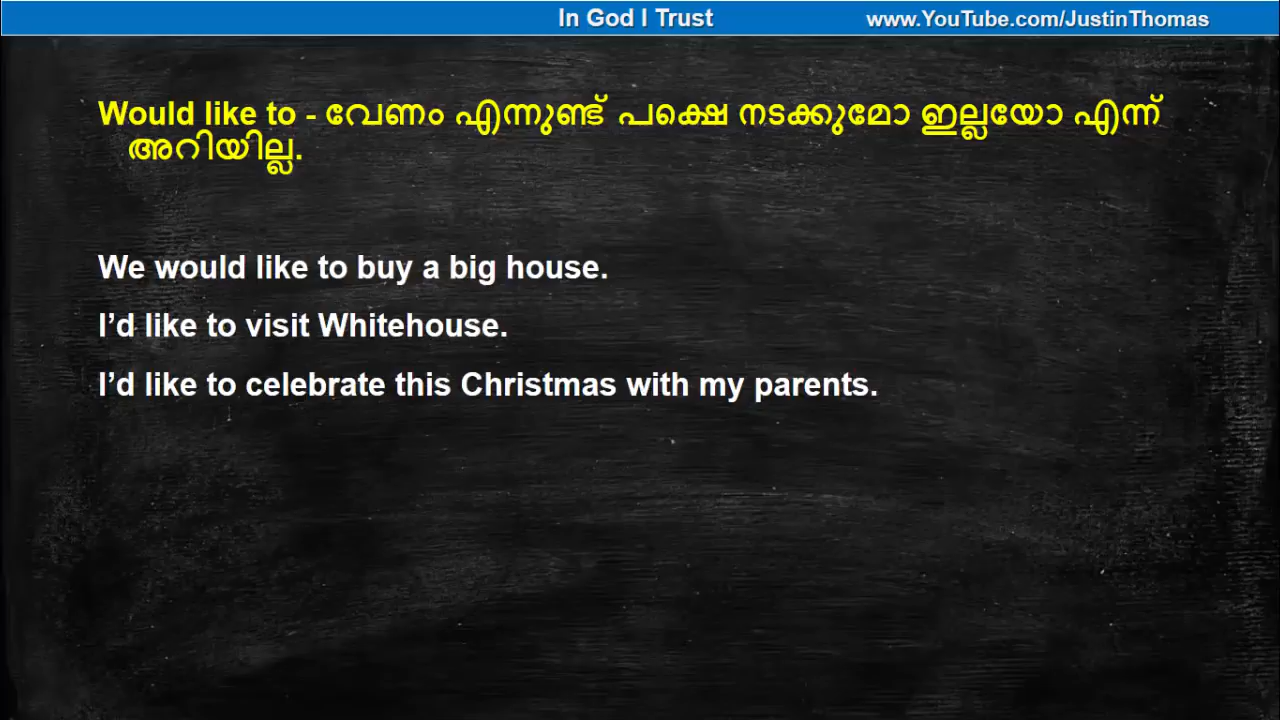 In God I Trust
www.YouTube.com/JustinThomas
Would like to - വേണം എന്നുണ്ട് പക്ഷെ നടക്കുമോ ഇല്ലയോ എന്ന്
അറിയില്ല.
We would like to buy a big house.
I’d like to visit Whitehouse.
I’d like to celebrate this Christmas with my parents.